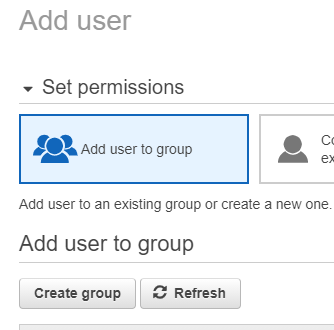 Add user
Set permissions
Add user to group
Add user to an existing group or create a new one.
Add user to group
Create group
Refresh